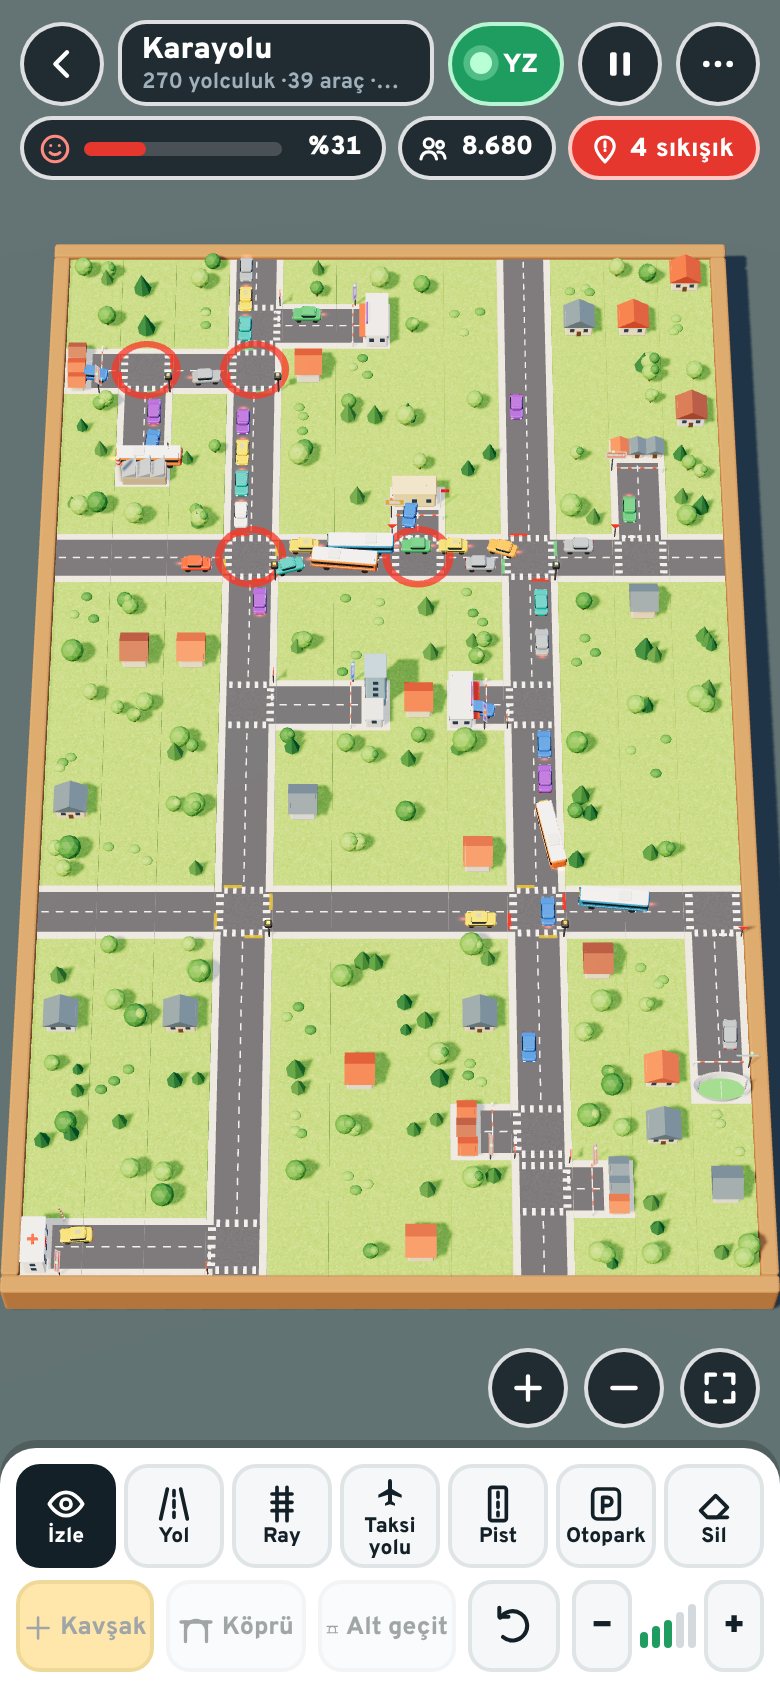 Karayolu
270 yolculuk ·39 araç ·...
YZ
%31
8.680
4 sıkışık
İzle
Yol
Ray
Taksi
yolu
Pist
Otopark
Sil
+ Kavşak
Köprü
Alt geçit
-
+